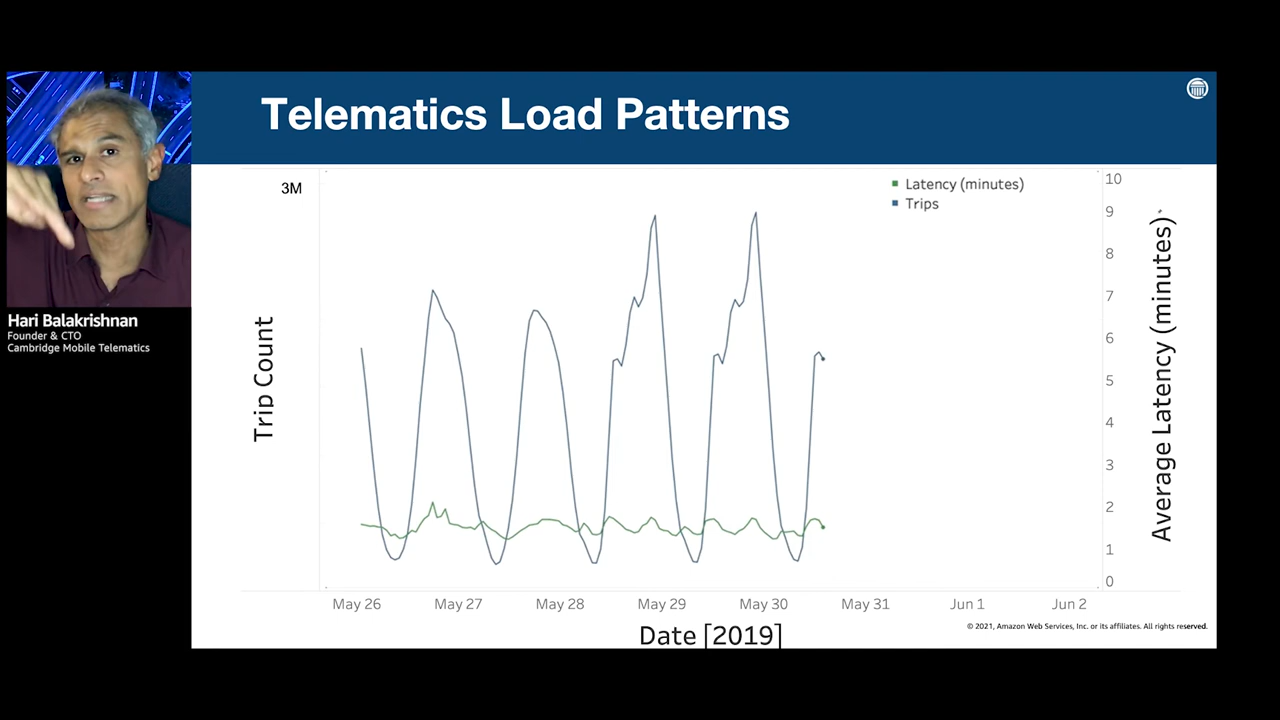 Telematics Load Patterns
Hari Balakrishnan
Founder & CTO
Cambridge Mobile Telematics
3M
Trip Count
Latency (minutes)
Trips
10
9
8
7
6
5
4
3
2
1
0
Average Latency (minutes)
May 26
May 27
May 28
May 29
May 30
May 31
Jun 1
Jun 2
Date [2019]
© 2021, Amazon Web Services, Inc. or its affiliates. All rights reserved.